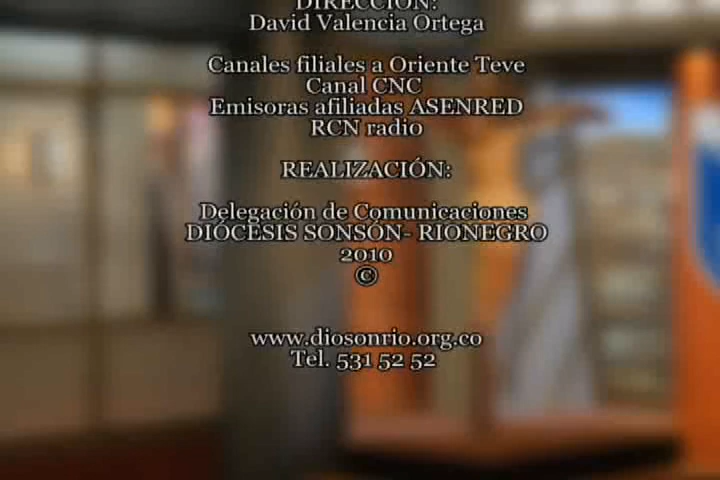 DIRECCIÓN:
David Valencia Ortega
Canales filiales a Oriente Teve
Canal CNC
Emisoras afiliadas ASENRED
RCN radio
REALIZACIÓN:
Delegación de Comunicaciones
DIÓCESIS SONSÓN- RIONEGRO
2010
©
www.diosonrio.org.co
Tel. 531 52 52